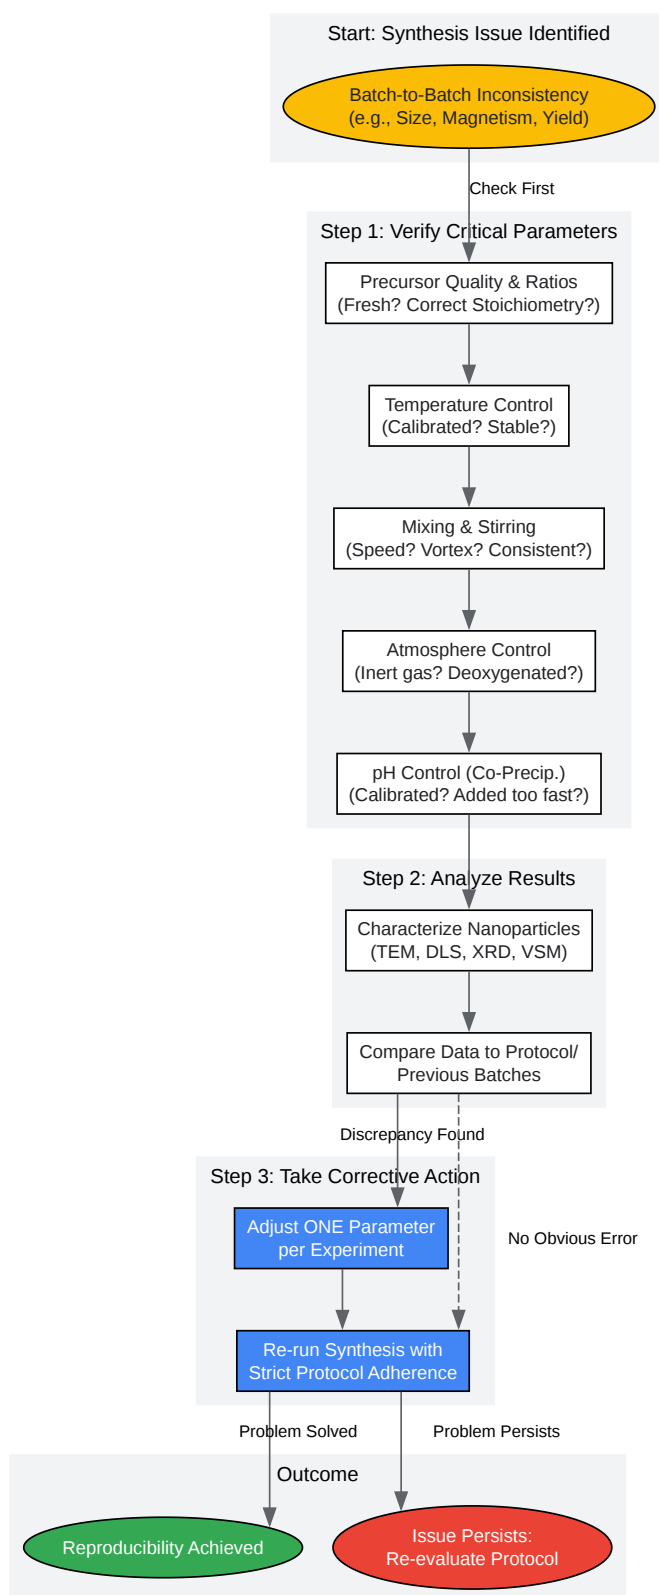 Start: Synthesis Issue Identified
Batch-to-Batch Inconsistency
(e.g., Size, Magnetism, Yield)
Check First
Step 1: Verify Critical Parameters
Precursor Quality & Ratios
(Fresh? Correct Stoichiometry?)
Temperature Control
(Calibrated? Stable?)
Mixing & Stirring
(Speed? Vortex? Consistent?)
Atmosphere Control
(Inert gas? Deoxygenated?)
pH Control (Co-Precip.)
(Calibrated? Added too fast?)
Step 2: Analyze Results
Characterize Nanoparticles
(TEM, DLS, XRD, VSM)
Compare Data to Protocol/
Previous Batches
Discrepancy Found
Step 3: Take Corrective Action
Adjust ONE Parameter
per Experiment
No Obvious Error
Re-run Synthesis with
Strict Protocol Adherence
Problem Solved
Problem Persists
Outcome
Reproducibility Achieved
Issue Persists:
Re-evaluate Protocol